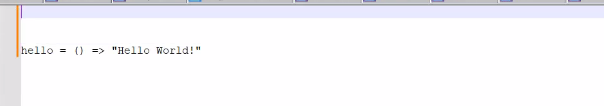 hello = () => "Hello World!"